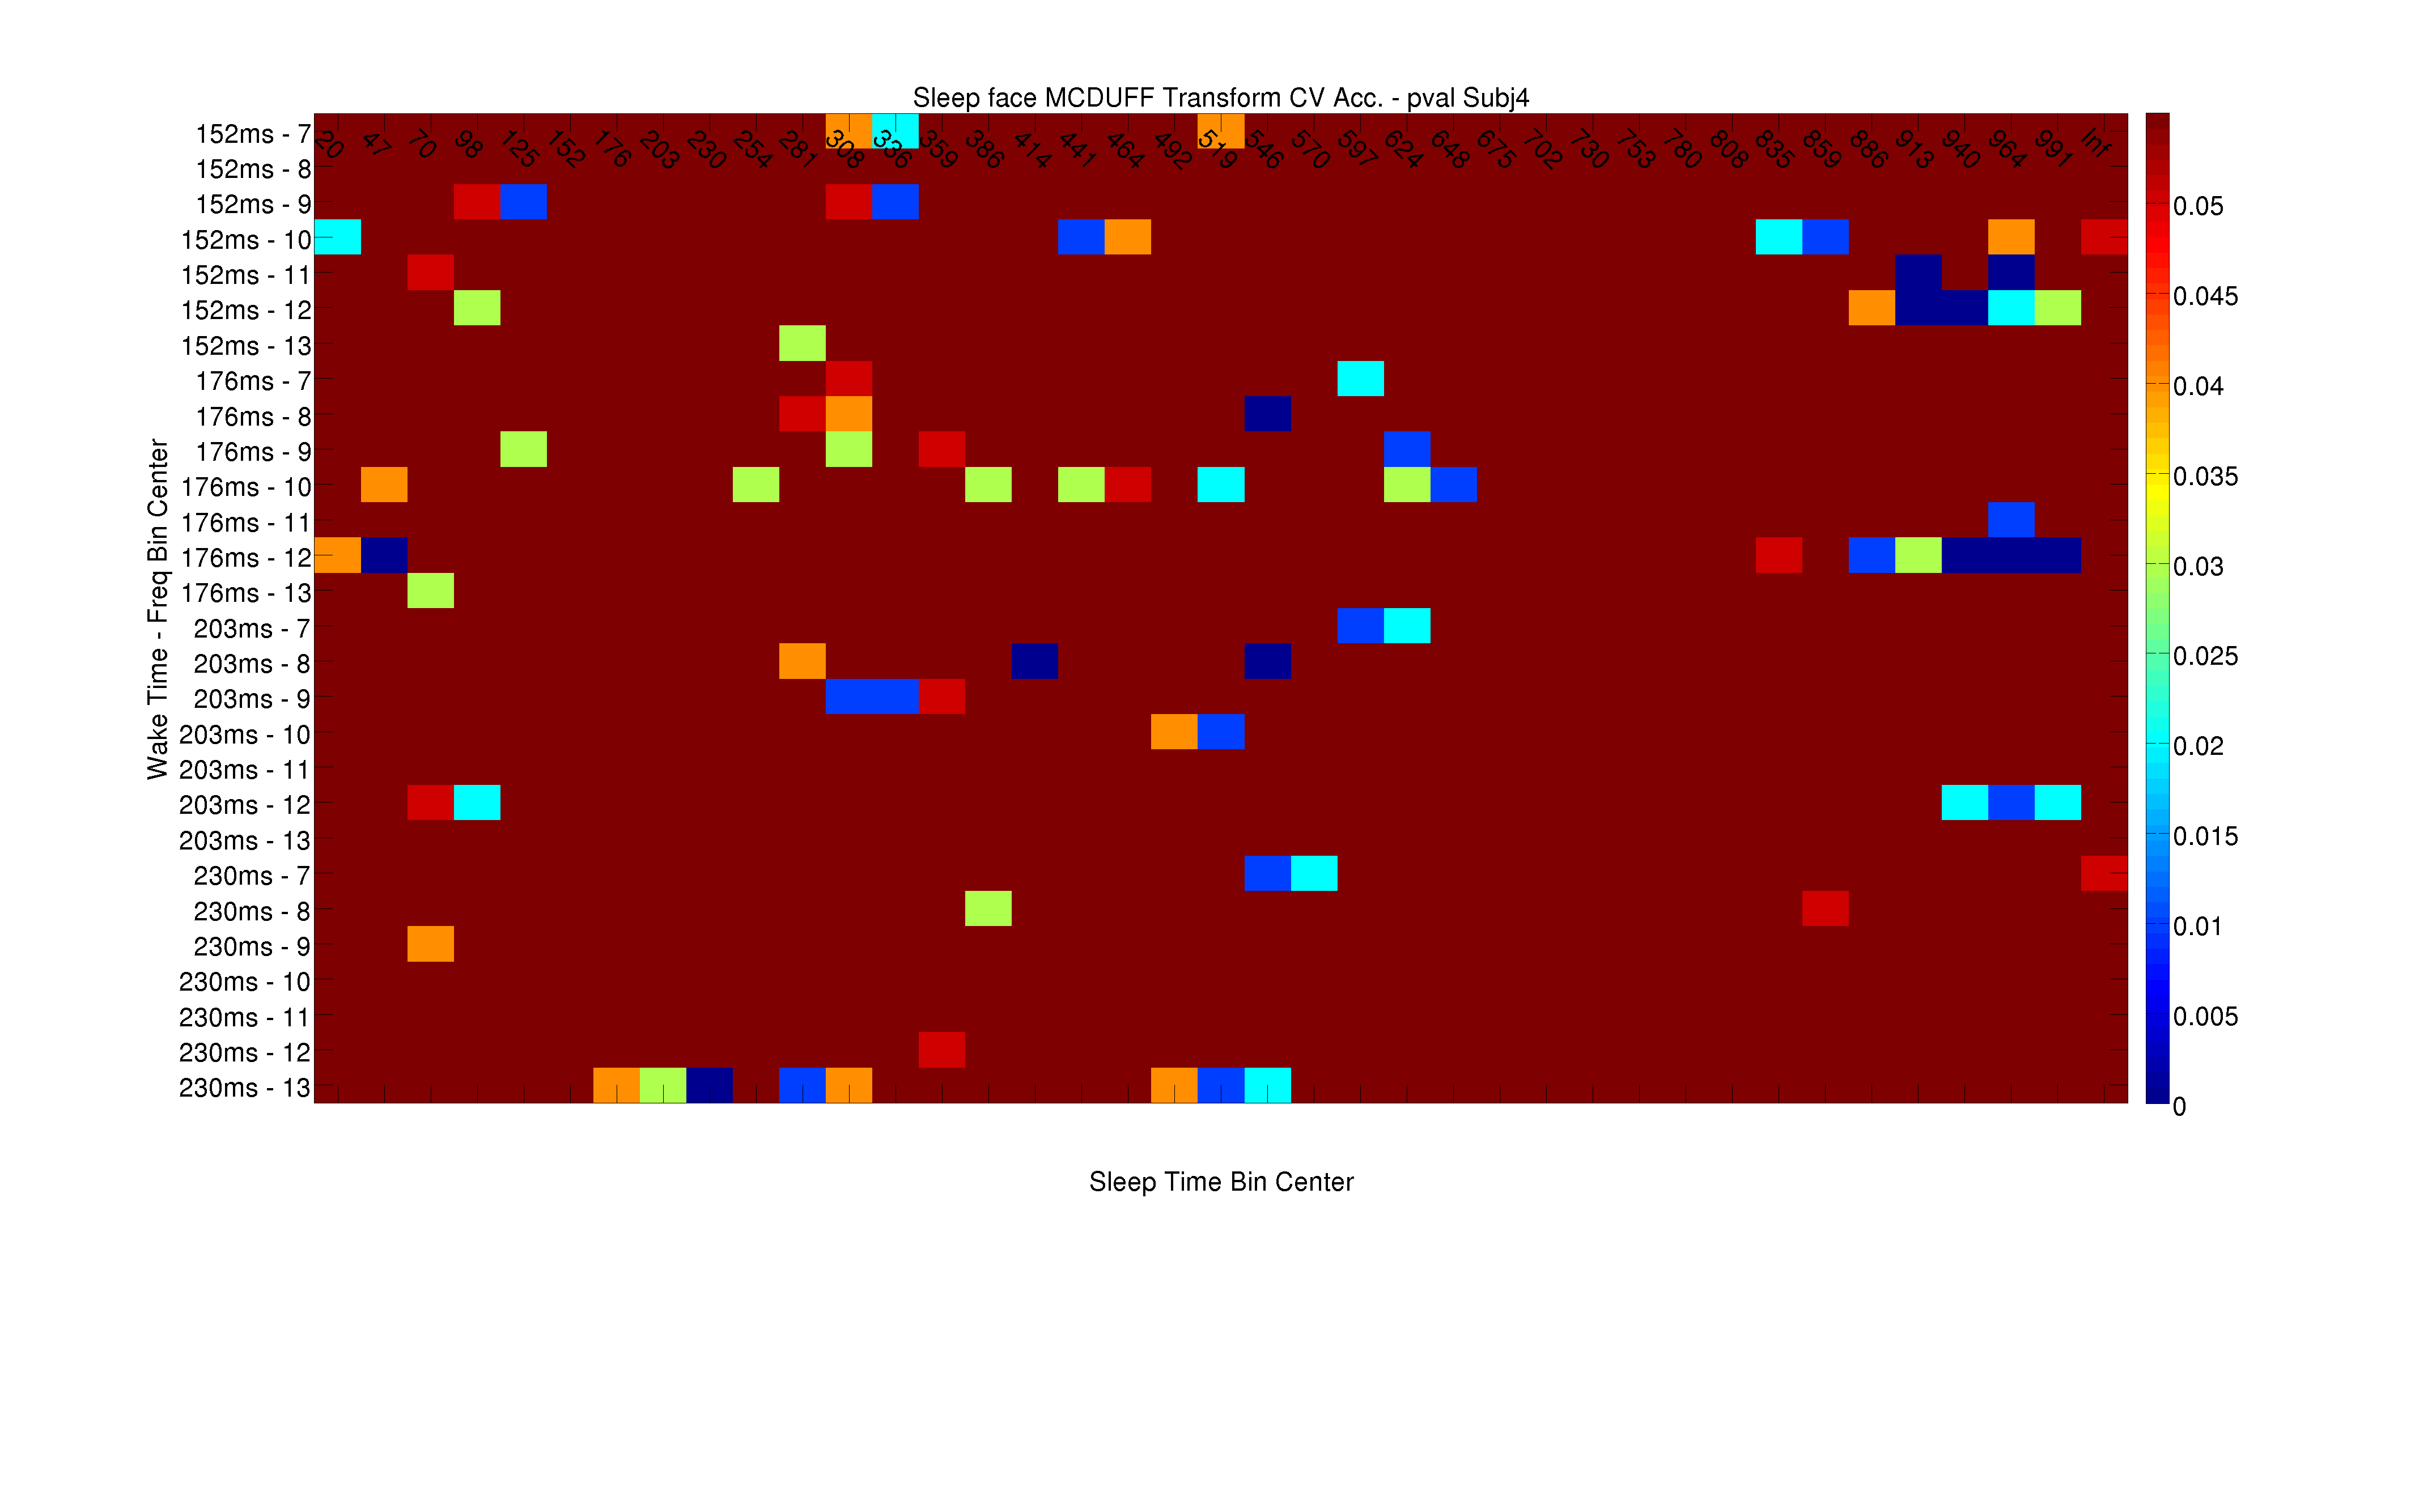 Sleep face MCDUFF Transform CV Acc. - pval Subj4
152ms - 7
152ms - 8
152ms - 9
152ms - 10
152ms - 11
152ms - 12
152ms - 13
176ms - 7
176ms - 8
176ms - 9
176ms - 10
176ms - 11
176ms - 12
176ms - 13
203ms - 7
203ms - 8
203ms - 9
203ms - 10
203ms - 11
203ms - 12
203ms - 13
230ms - 7
230ms - 8
230ms - 9
230ms - 10
230ms - 11
230ms - 12
230ms - 13
Wake Time - Freq Bin Center
20 47 70 98 125 152 176 203 230 254 281 308 336 359 386 414 441 464 492 519 546 570 597 624 648 675 702 730 753 780 808 835 859 886 913 940 964 991 Inf
0.05
0.045
0.04
0.035
0.03
0.025
0.02
0.015
0.01
0.005
0
Sleep Time Bin Center